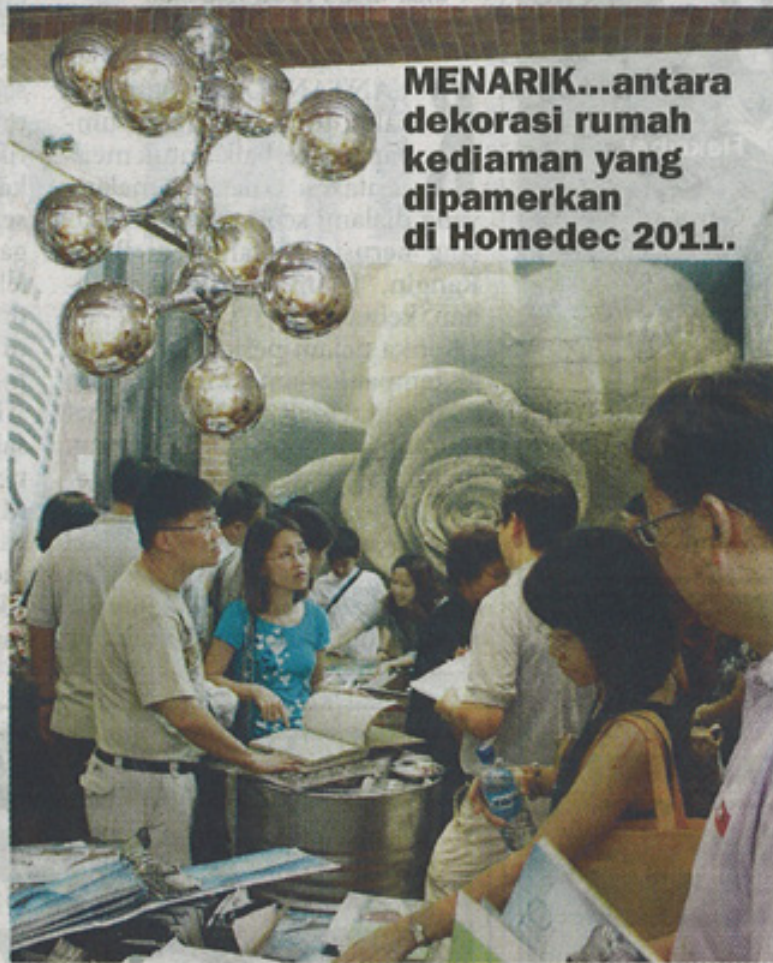 MENARIK...antara
dekorasi rumah
kediaman yang
dipamerkan
di Homedec 2011.